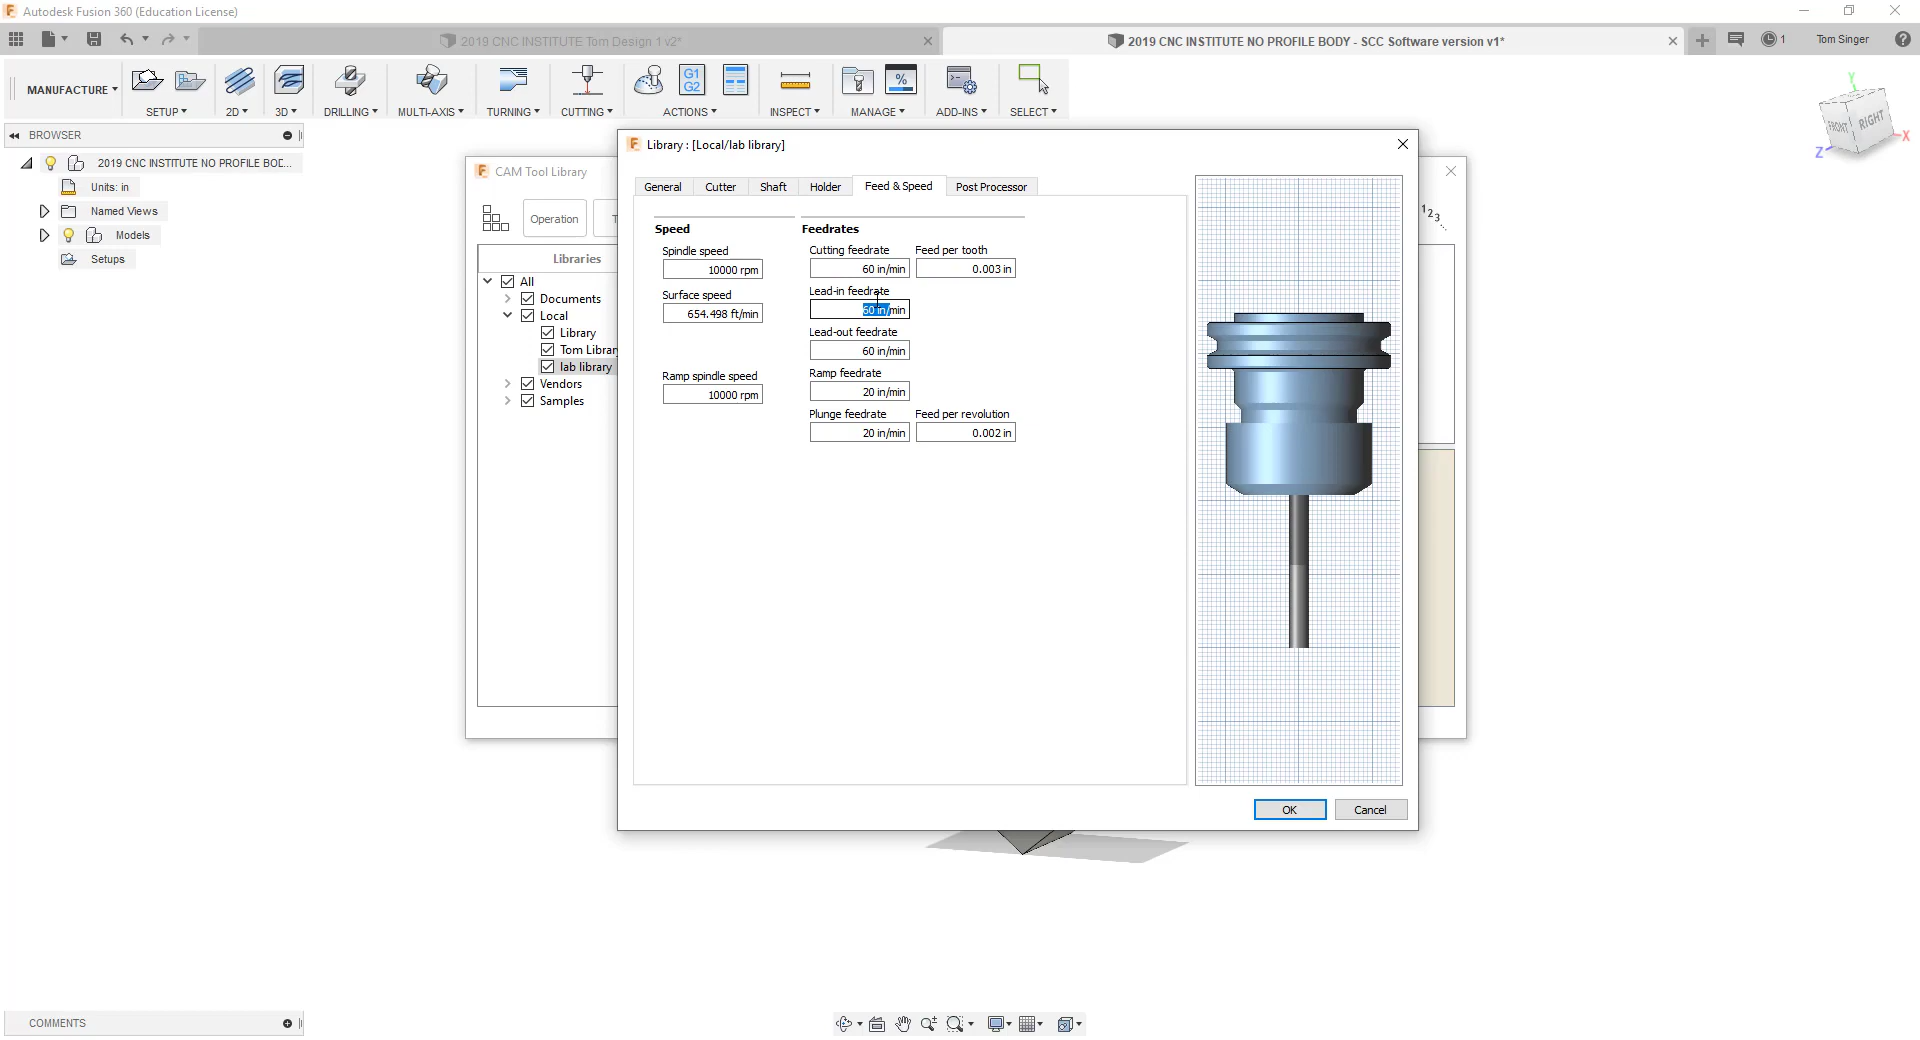 Autodesk Fusion 360 (Education License)
2019 CNC INSTITUTE Tom Design 1 v2*
2019 CNC INSTITUTE NO PROFILE BODY - SCC Software version v1*
1
Tom Singer
MANUFACTURE
G1
G2
%
SETUP
2D
3D
DRILLING
MULTI-AXIS
TURNING
CUTTING
ACTIONS
INSPECT
MANAGE
ADD-INS
SELECT
BROWSER
2019 CNC INSTITUTE NO PROFILE BOD...
Units: in
Named Views
Models
Setups
CAM Tool Library
Operation
T
Libraries
All
Documents
Local
Library
Tom Librar
lab library
Vendors
Samples
Library : [Local/lab library]
General
Cutter
Shaft
Holder
Feed & Speed
Post Processor
Speed
Spindle speed
10000 rpm
Surface speed
654.498 ft/min
Ramp spindle speed
10000 rpm
Feedrates
Cutting feedrate
Feed per tooth
60 in/min
0.003 in
Lead-in feedrate
60 in/min
Lead-out feedrate
60 in/min
Ramp feedrate
20 in/min
Plunge feedrate
Feed per revolution
20 in/min
0.002 in
OK
Cancel
Y
FRONT
RIGHT
X
Z
1 2 3
COMMENTS